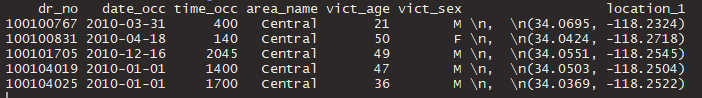 dr_no date_occ time_occ area_name vict_age vict_sex location_1
100100767 2010-03-31 400 Central 21 M \n, \n(34.0695, -118.2324)
100100831 2010-04-18 140 Central 50 F \n, \n(34.0424, -118.2718)
100101705 2010-12-16 2045 Central 49 M \n, \n(34.0551, -118.2545)
100104019 2010-01-01 1400 Central 47 M \n, \n(34.0503, -118.2504)
100104025 2010-01-01 1700 Central 36 M \n, \n(34.0369, -118.2522)